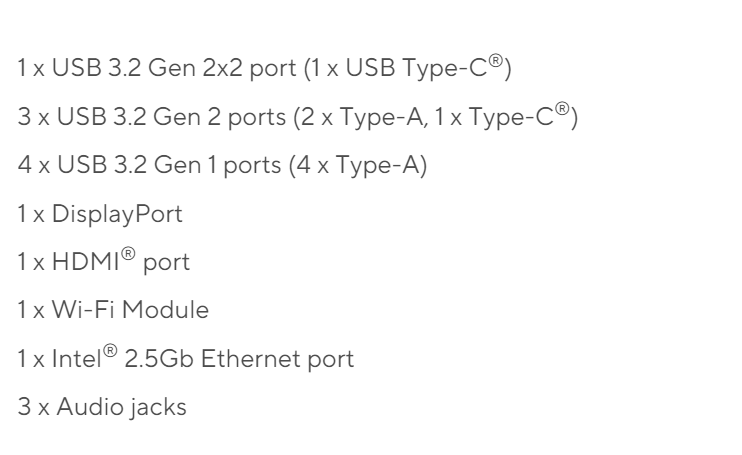 1 x USB 3.2 Gen 2x2 port (1 x USB Type-C®)
3 x USB 3.2 Gen 2 ports (2 x Type-A, 1 x Type-C®)
4 x USB 3.2 Gen 1 ports (4 x Type-A)
1 x DisplayPort
1 x HDMI® port
1 x Wi-Fi Module
1 x Intel® 2.5Gb Ethernet port
3 x Audio jacks